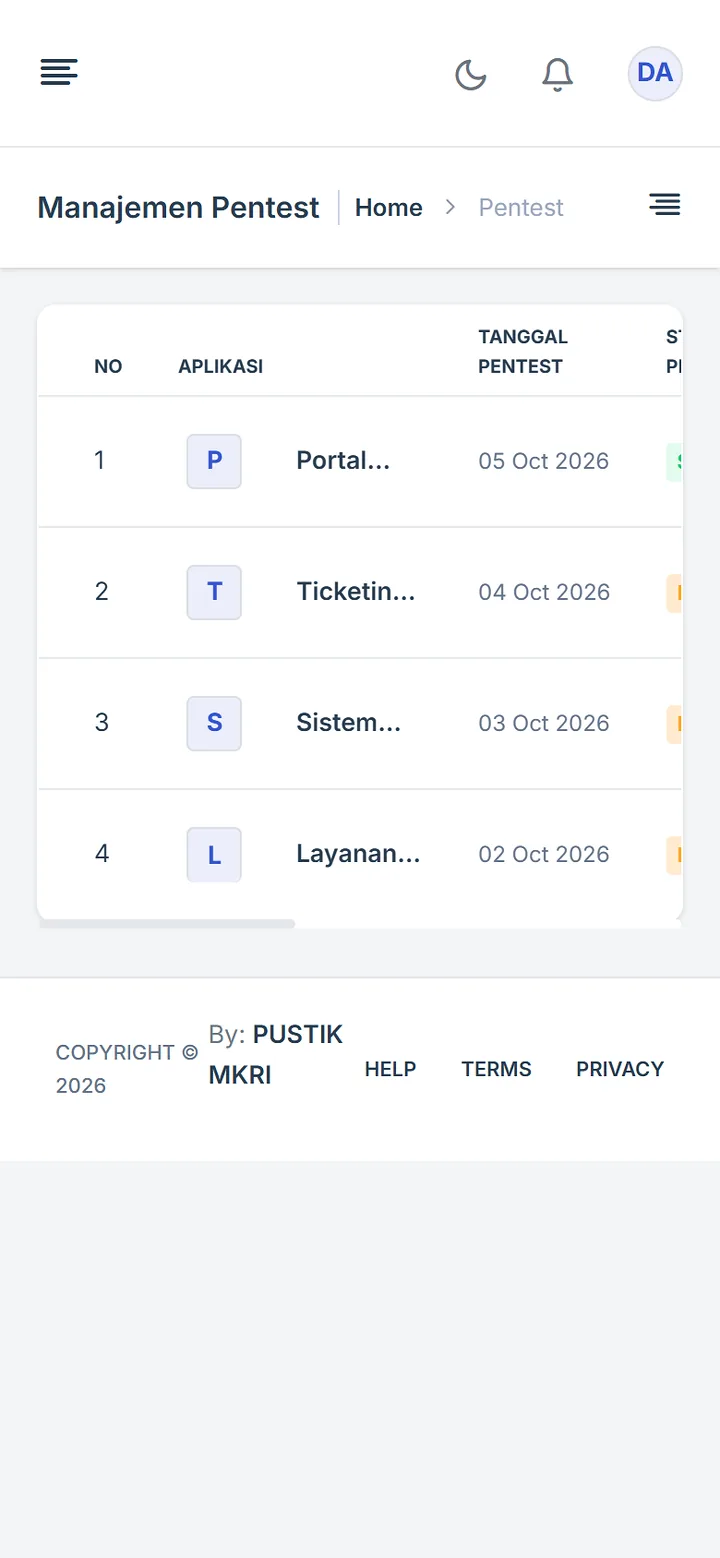 DA
Manajemen Pentest Home > Pentest
NO APLIKASI TANGGAL PENTEST
1 P Portal... 05 Oct 2026
2 T Ticketin... 04 Oct 2026
3 S Sistem... 03 Oct 2026
4 L Layanan... 02 Oct 2026
COPYRIGHT © 2026
By: PUSTIK MKRI
HELP TERMS PRIVACY